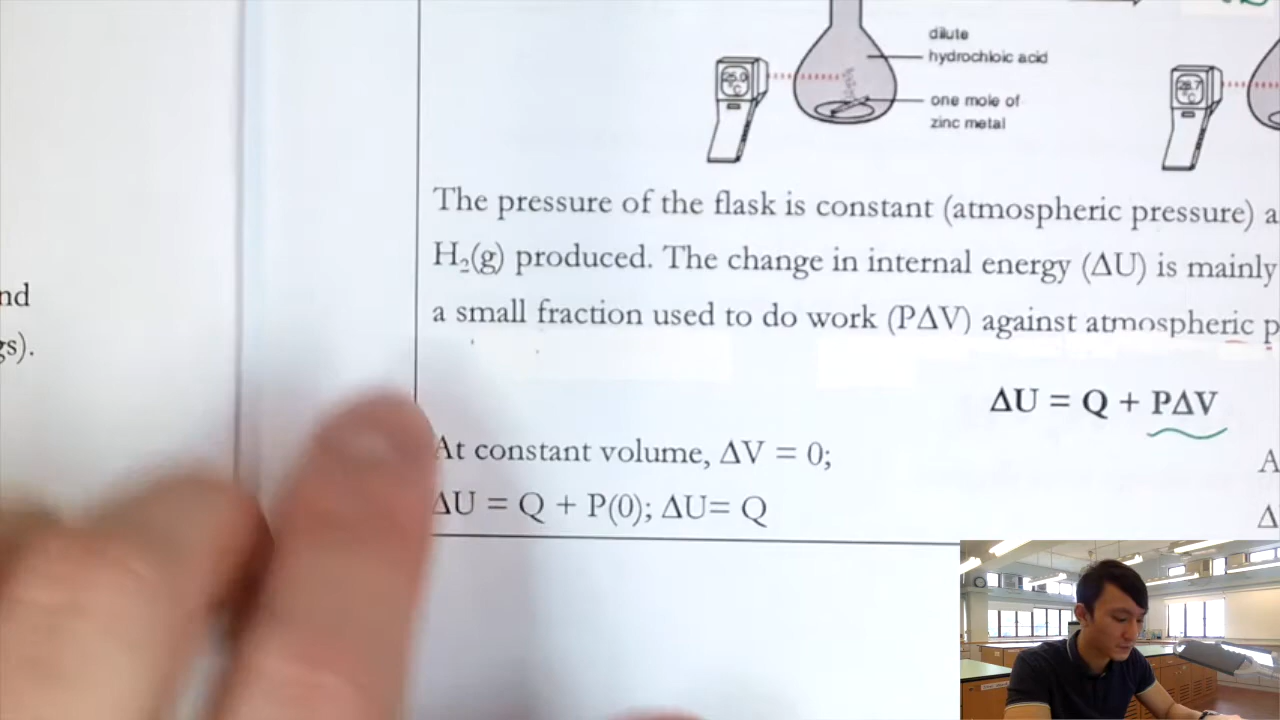 dilute
hydrochloic acid
25.0
°C
one mole of
zinc metal
°C
The pressure of the flask is constant (atmospheric pressure) a
H₂(g) produced. The change in internal energy (ΔU) is mainly
a small fraction used to do work (PΔV) against atmospheric p
nd
gs).
ΔU = Q + PΔV
At constant volume, ΔV = 0;
ΔU = Q + P(0); ΔU= Q
A
Δ